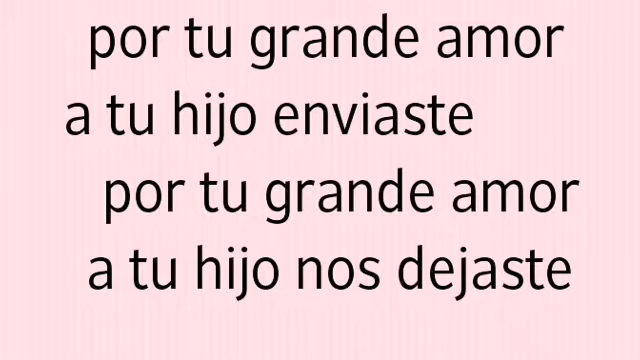 por tu grande amor
a tu hijo enviaste
por tu grande amor
a tu hijo nos dejaste